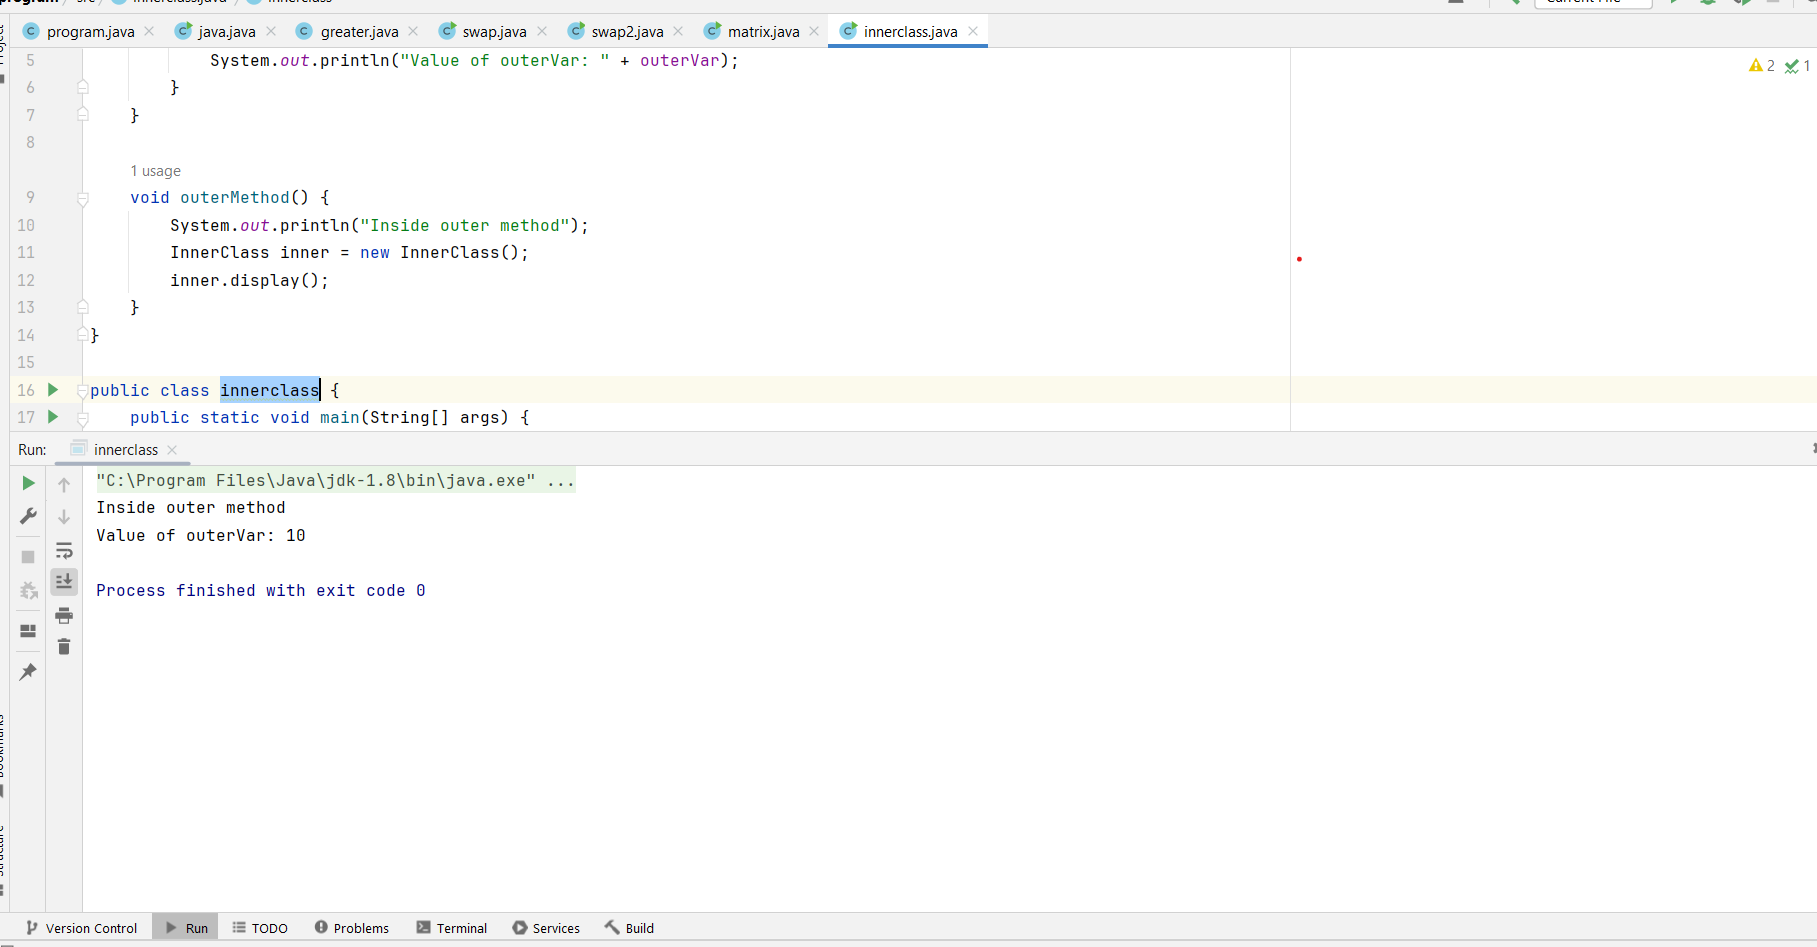 program.java java.java greater.java swap.java swap2.java matrix.java innerclass.java
5 System.out.println("Value of outerVar: " + outerVar); 2 1
6 }
7 }
8
1 usage
9 void outerMethod() {
10 System.out.println("Inside outer method");
11 InnerClass inner = new InnerClass();
12 inner.display();
13 }
14 }
15
16 public class innerclass {
17 public static void main(String[] args) {
Run: innerclass
"C:\Program Files\Java\jdk-1.8\bin\java.exe" ...
Inside outer method
Value of outerVar: 10
Process finished with exit code 0
Version Control Run TODO Problems Terminal Services Build